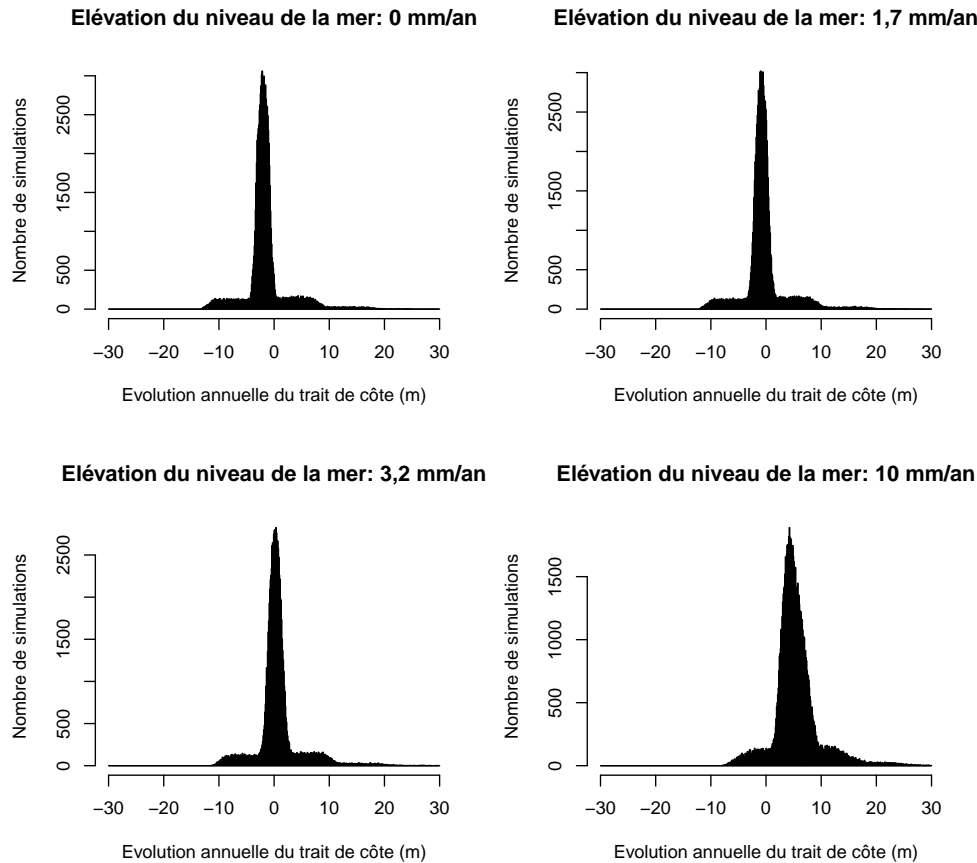 Elévation du niveau de la mer: 0 mm/an
Nombre de simulations
0
500
1500
2500
−30 −20 −10 0 10 20 30
Evolution annuelle du trait de côte (m)
Elévation du niveau de la mer: 1,7 mm/an
Nombre de simulations
0
500
1500
2500
−30 −20 −10 0 10 20 30
Evolution annuelle du trait de côte (m)
Elévation du niveau de la mer: 3,2 mm/an
Nombre de simulations
0
500
1500
2500
−30 −20 −10 0 10 20 30
Evolution annuelle du trait de côte (m)
Elévation du niveau de la mer: 10 mm/an
Nombre de simulations
0
500
1000
1500
−30 −20 −10 0 10 20 30
Evolution annuelle du trait de côte (m)